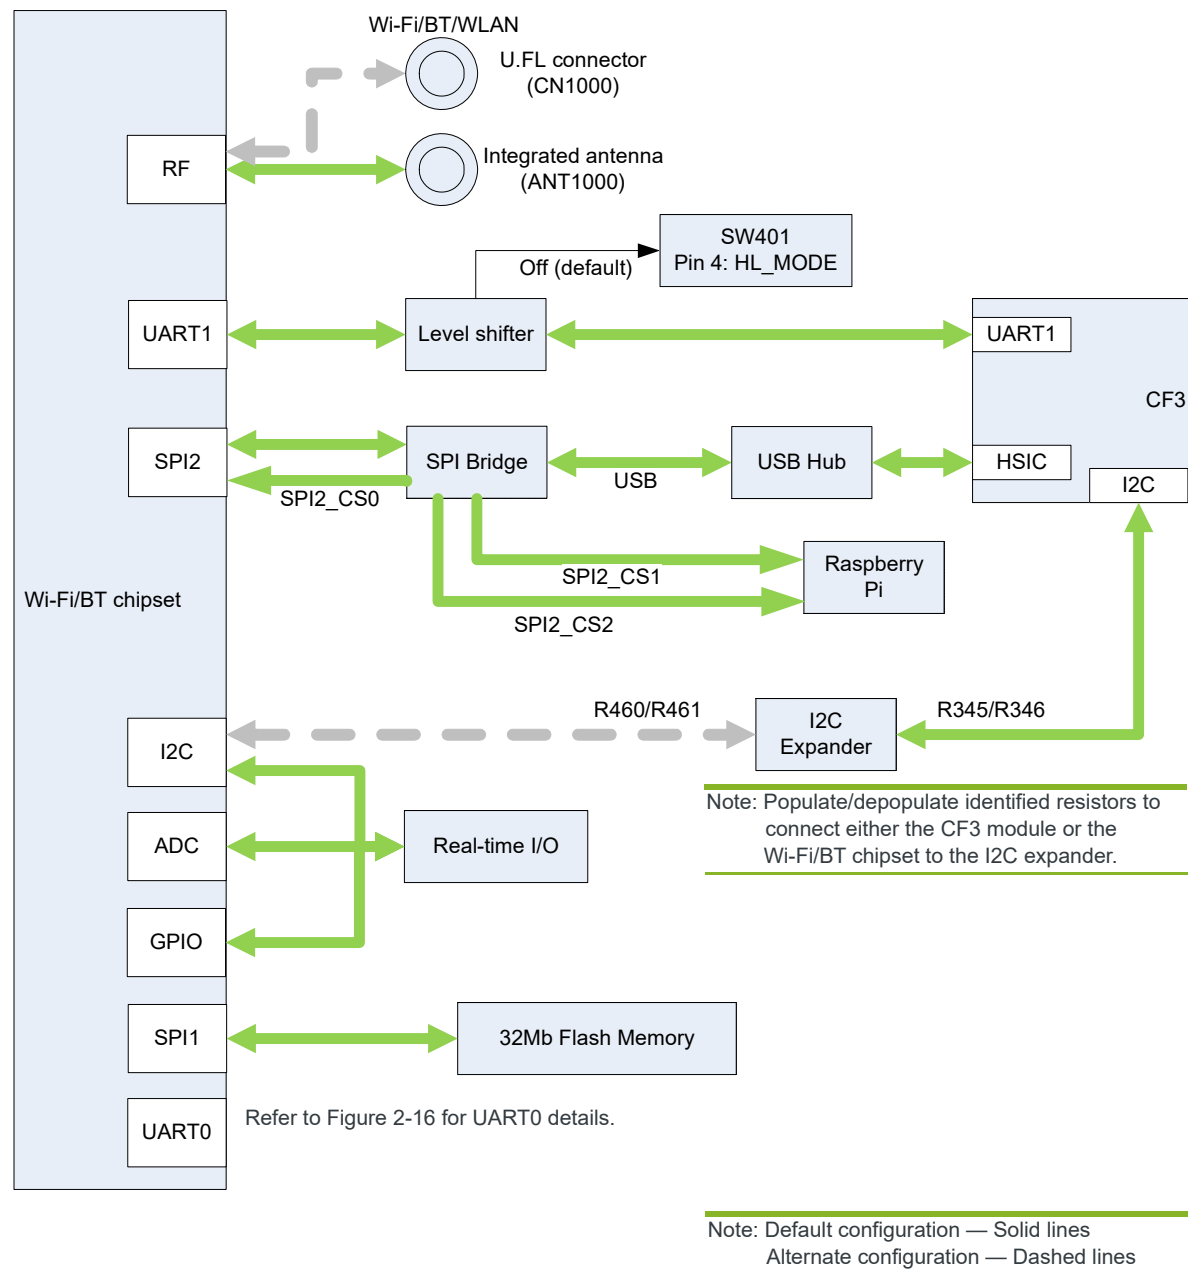 Wi-Fi/BT/WLAN
U.FL connector
(CN1000)
RF
Integrated antenna
(ANT1000)
SW401
Pin 4: HL_MODE
Off (default)
UART1
Level shifter
UART1
CF3
SPI2
SPI Bridge
USB
USB Hub
HSIC
I2C
SPI2_CS0
SPI2_CS1
SPI2_CS2
Raspberry
Pi
Wi-Fi/BT chipset
R460/R461
I2C
Expander
R345/R346
I2C
Note: Populate/depopulate identified resistors to
connect either the CF3 module or the
Wi-Fi/BT chipset to the I2C expander.
ADC
Real-time I/O
GPIO
SPI1
32Mb Flash Memory
UART0
Refer to Figure 2-16 for UART0 details.
Note: Default configuration — Solid lines
Alternate configuration — Dashed lines